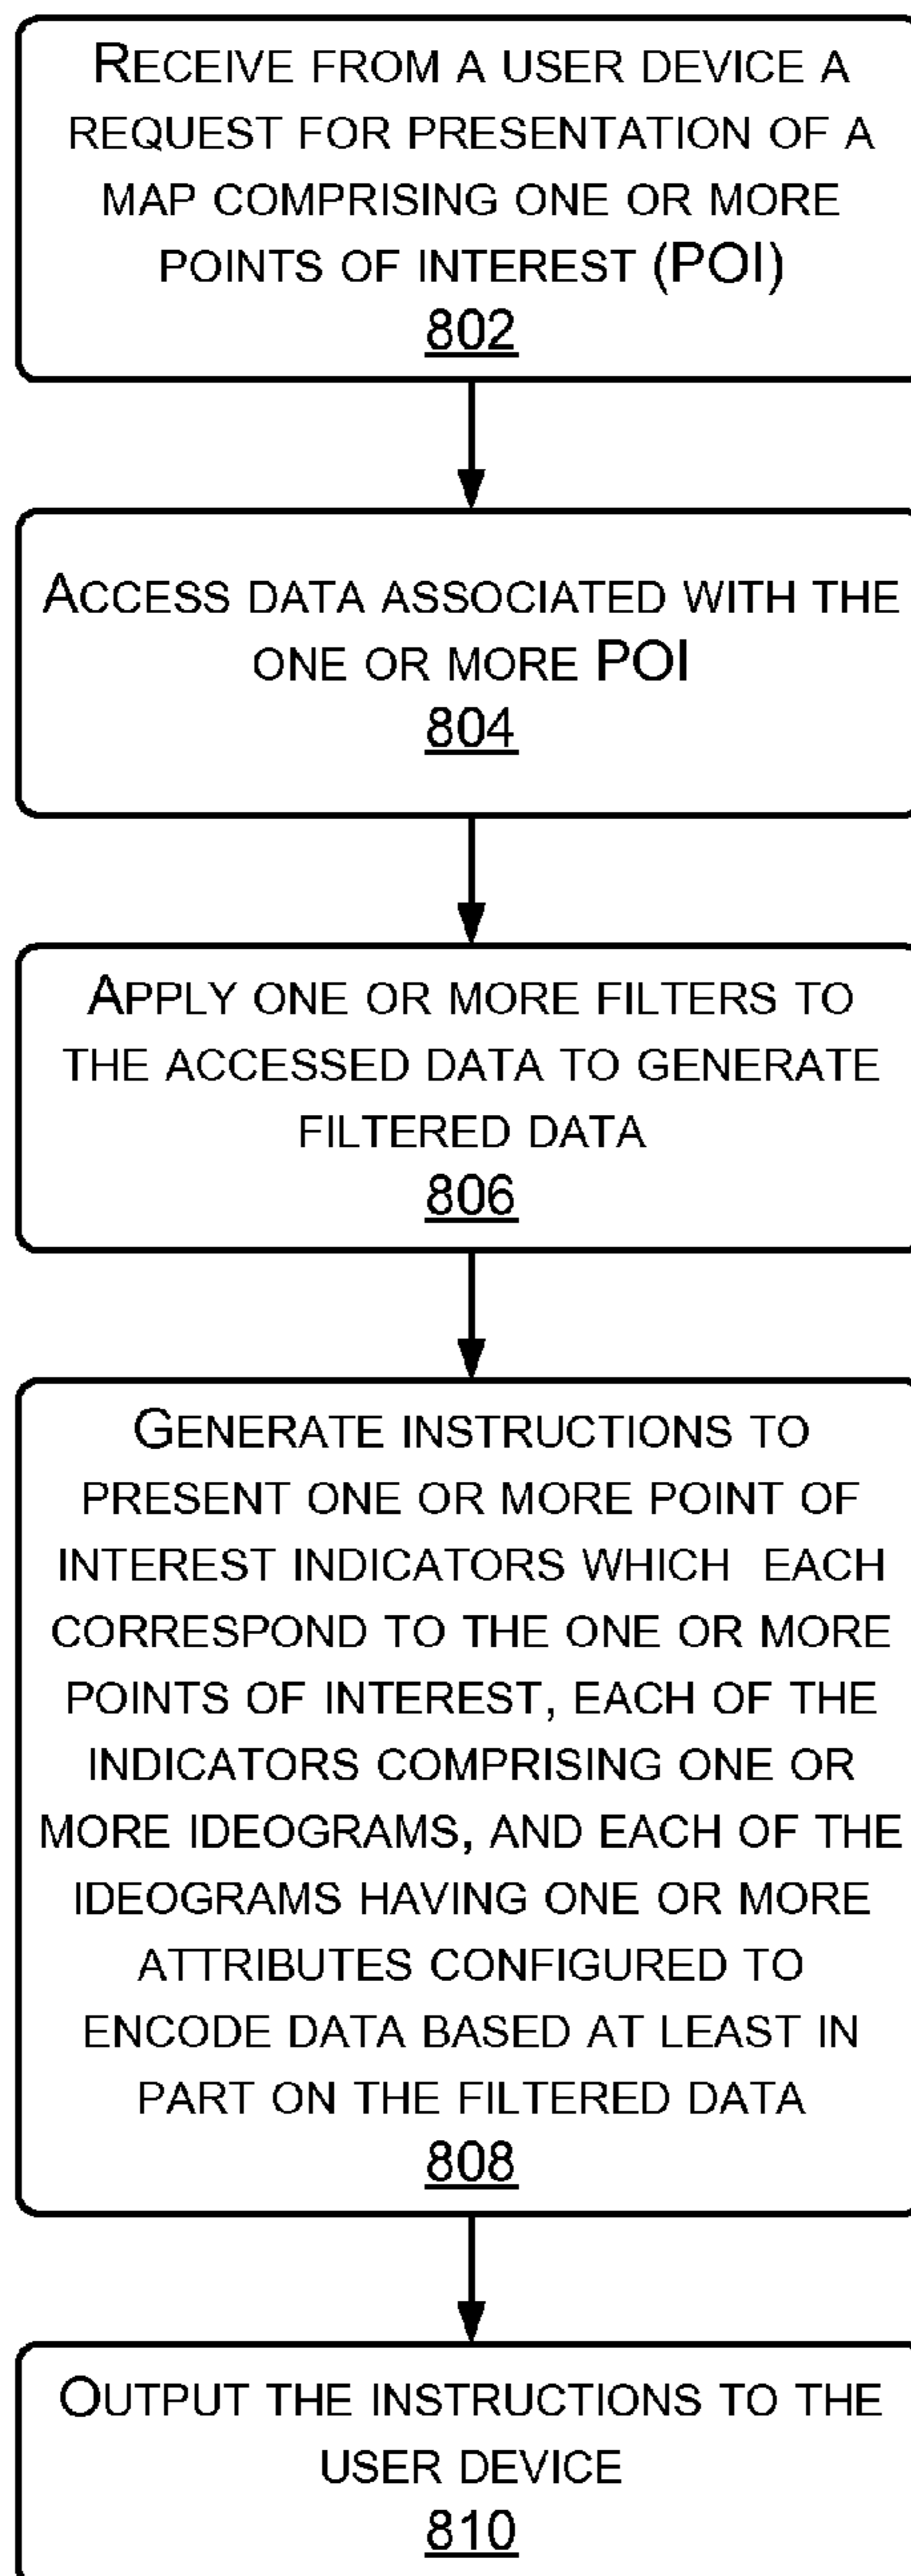 RECEIVE FROM A USER DEVICE A
REQUEST FOR PRESENTATION OF A
MAP COMPRISING ONE OR MORE
POINTS OF INTEREST (POI)
802
ACCESS DATA ASSOCIATED WITH THE
ONE OR MORE POI
804
APPLY ONE OR MORE FILTERS TO
THE ACCESSED DATA TO GENERATE
FILTERED DATA
806
GENERATE INSTRUCTIONS TO
PRESENT ONE OR MORE POINT OF
INTEREST INDICATORS WHICH EACH
CORRESPOND TO THE ONE OR MORE
POINTS OF INTEREST, EACH OF THE
INDICATORS COMPRISING ONE OR
MORE IDEOGRAMS, AND EACH OF THE
IDEOGRAMS HAVING ONE OR MORE
ATTRIBUTES CONFIGURED TO
ENCODE DATA BASED AT LEAST IN
PART ON THE FILTERED DATA
808
OUTPUT THE INSTRUCTIONS TO THE
USER DEVICE
810